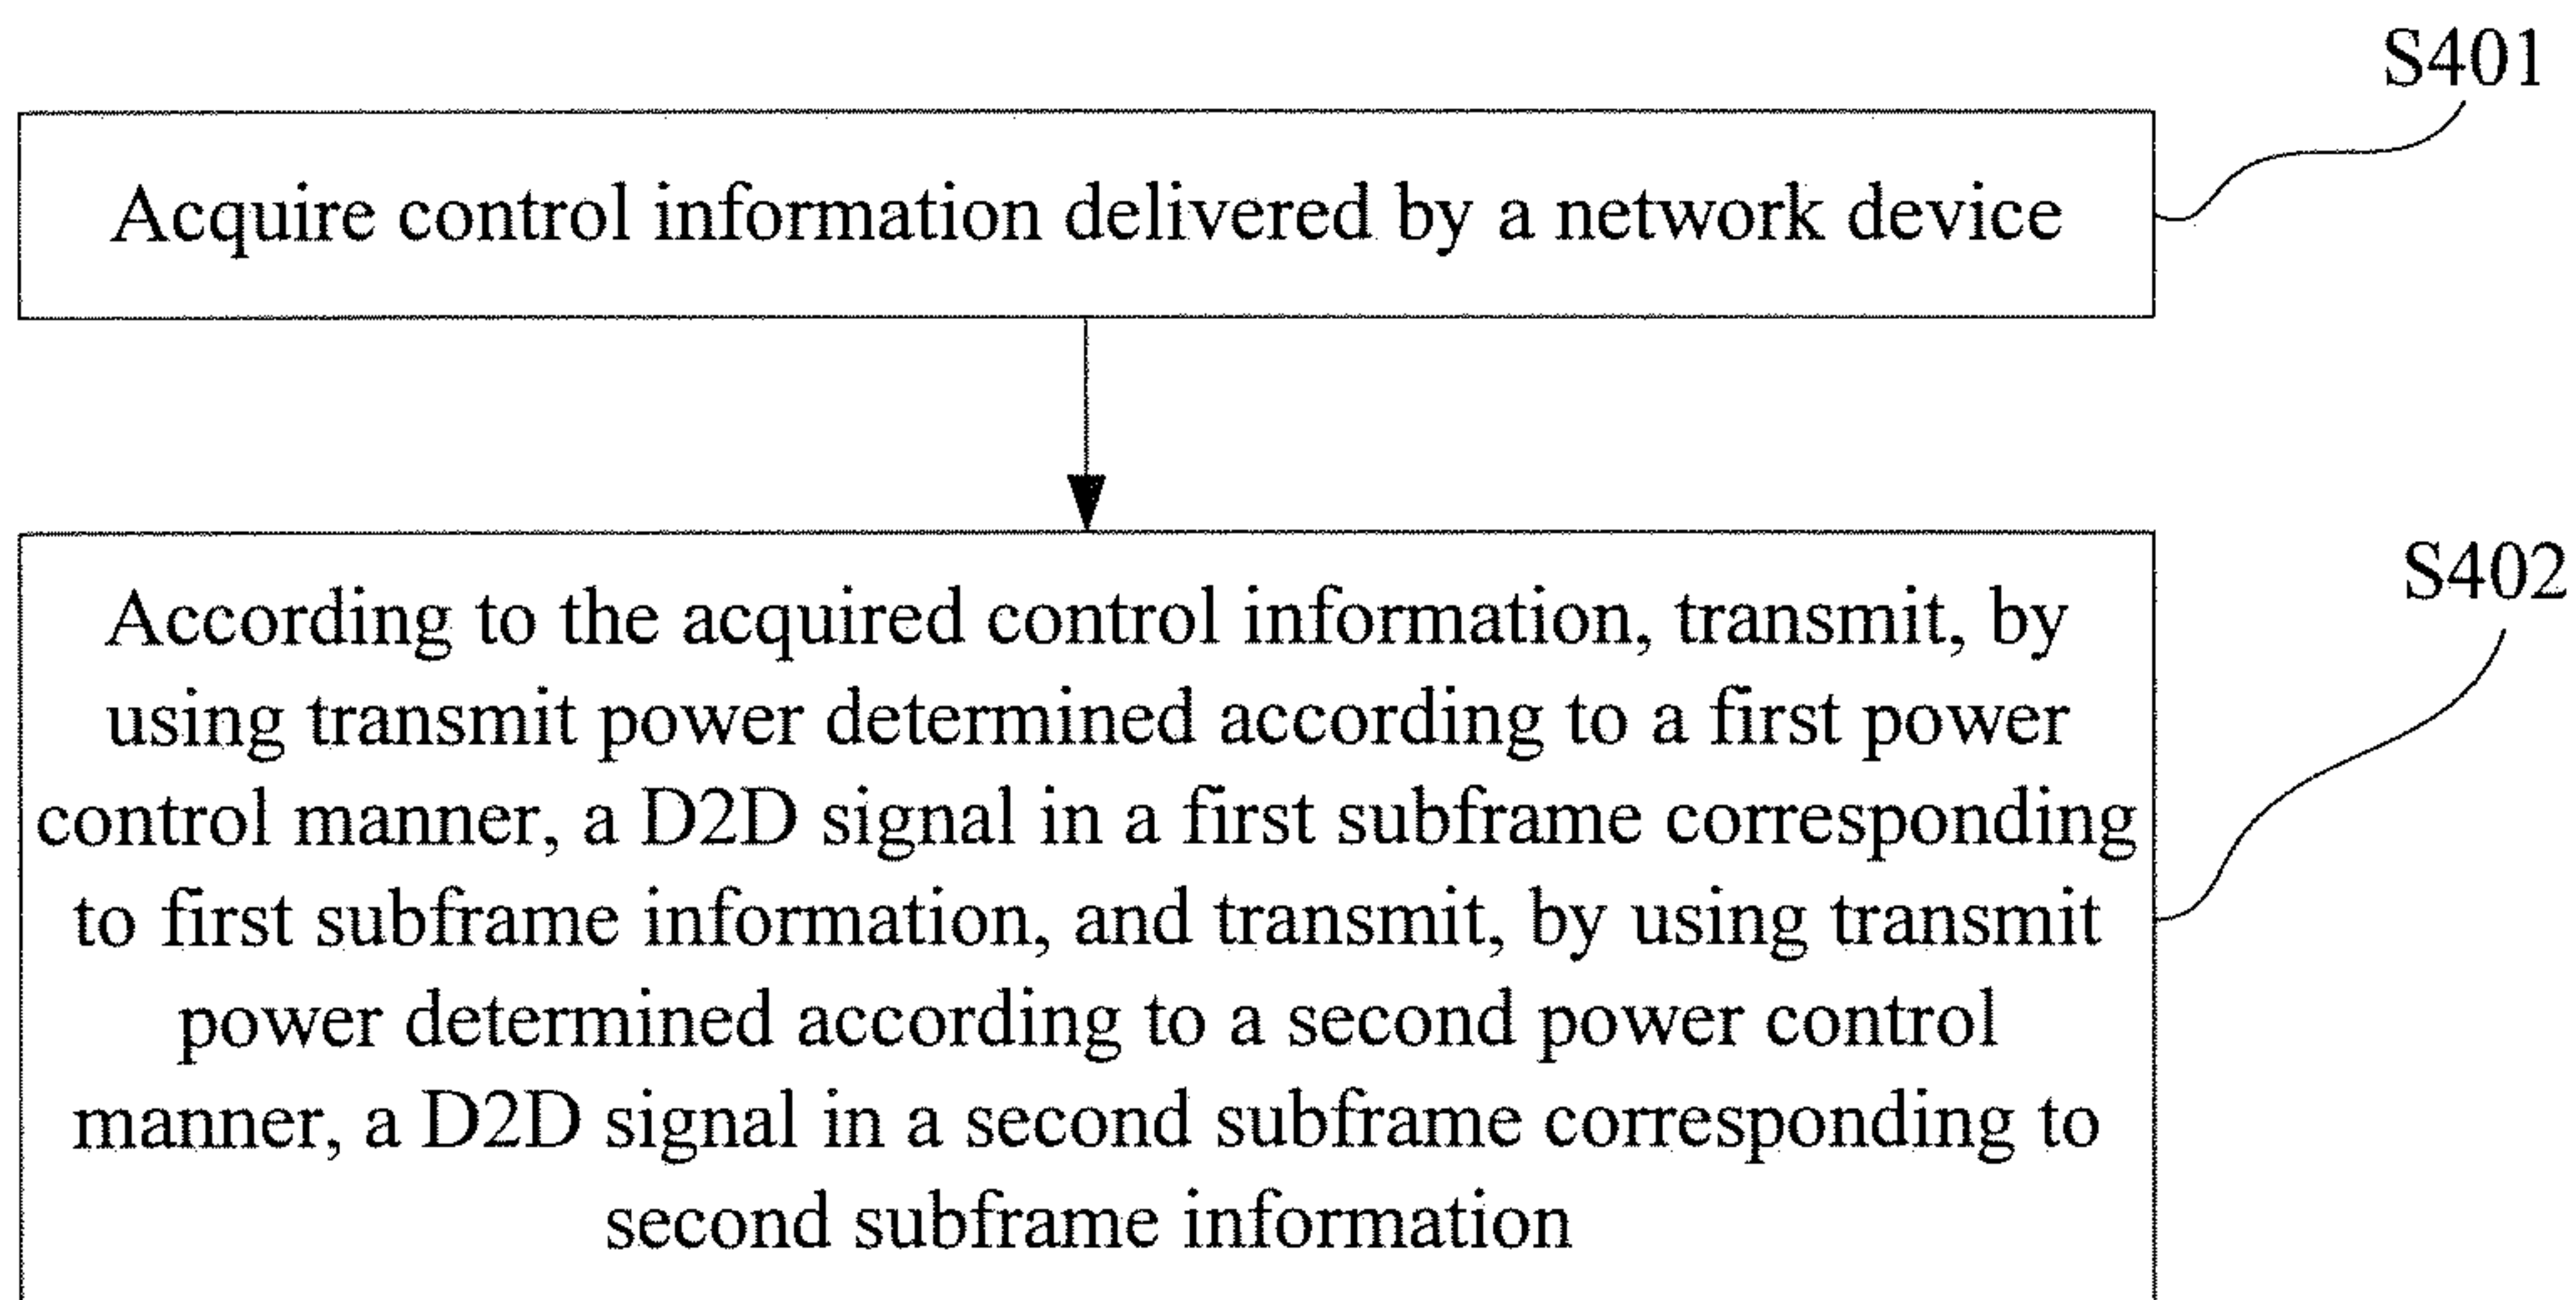 S401
Acquire control information delivered by a network device
S402
According to the acquired control information, transmit, by
using transmit power determined according to a first power
control manner, a D2D signal in a first subframe corresponding
to first subframe information, and transmit, by using transmit
power determined according to a second power control
manner, a D2D signal in a second subframe corresponding to
second subframe information